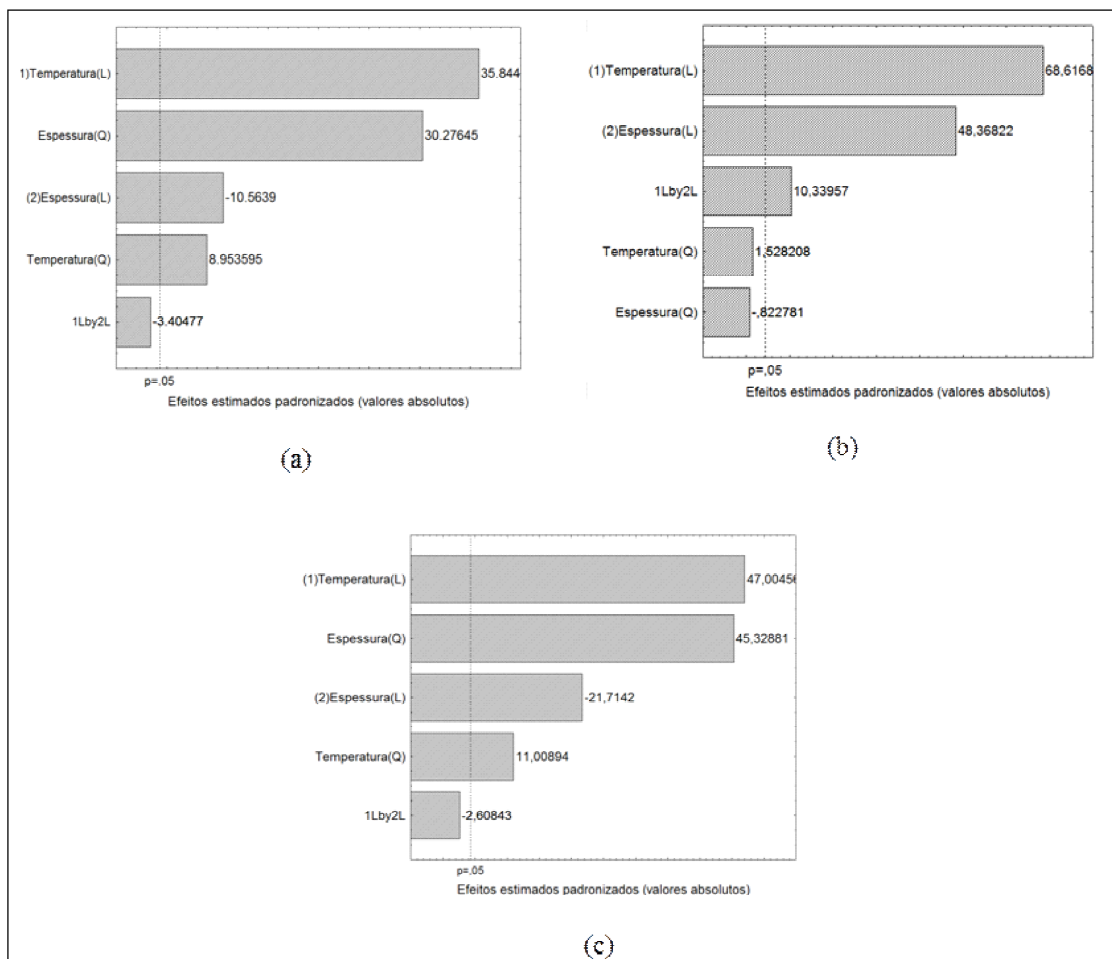 1)Temperatura(L)
35.844
Espessura(Q)
30.27645
(2)Espessura(L)
-10.5639
Temperatura(Q)
8.953595
1Lby2L
-3.40477
p=,05
Efeitos estimados padronizados (valores absolutos)
(a)
(1)Temperatura(L)
68,6168
(2)Espessura(L)
48,36822
1Lby2L
10,33957
Temperatura(Q)
1,528208
Espessura(Q)
-,822781
p=,05
Efeitos estimados padronizados (valores absolutos)
(b)
(1)Temperatura(L)
47,00456
Espessura(Q)
45,32881
(2)Espessura(L)
-21,7142
Temperatura(Q)
11,00894
1Lby2L
-2,60843
p=,05
Efeitos estimados padronizados (valores absolutos)
(c)